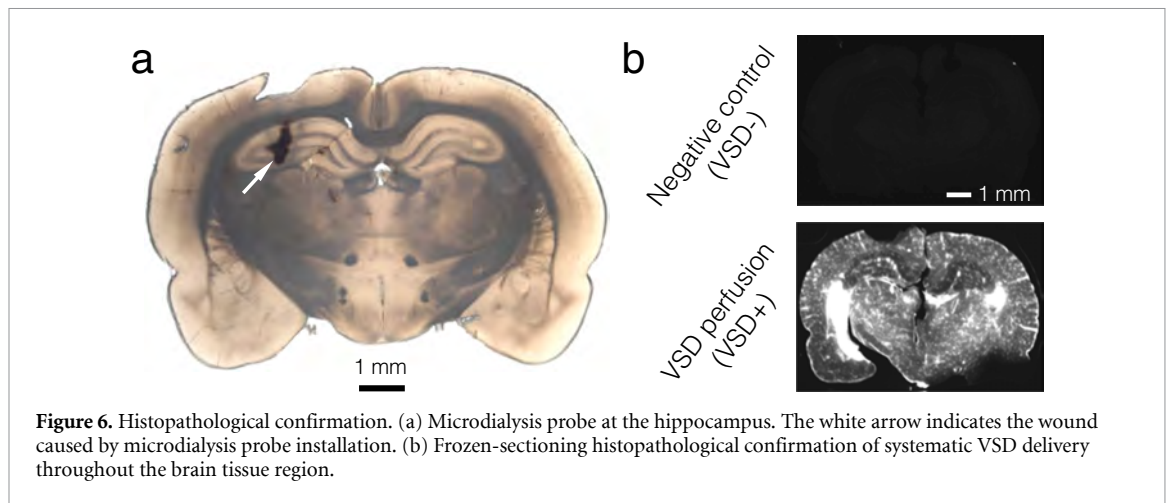 a
1 mm
b
Negative control
(VSD-)
1 mm
VSD perfusion
(VSD+)
Figure 6. Histopathological confirmation. (a) Microdialysis probe at the hippocampus. The white arrow indicates the wound
caused by microdialysis probe installation. (b) Frozen-sectioning histopathological confirmation of systematic VSD delivery
throughout the brain tissue region.